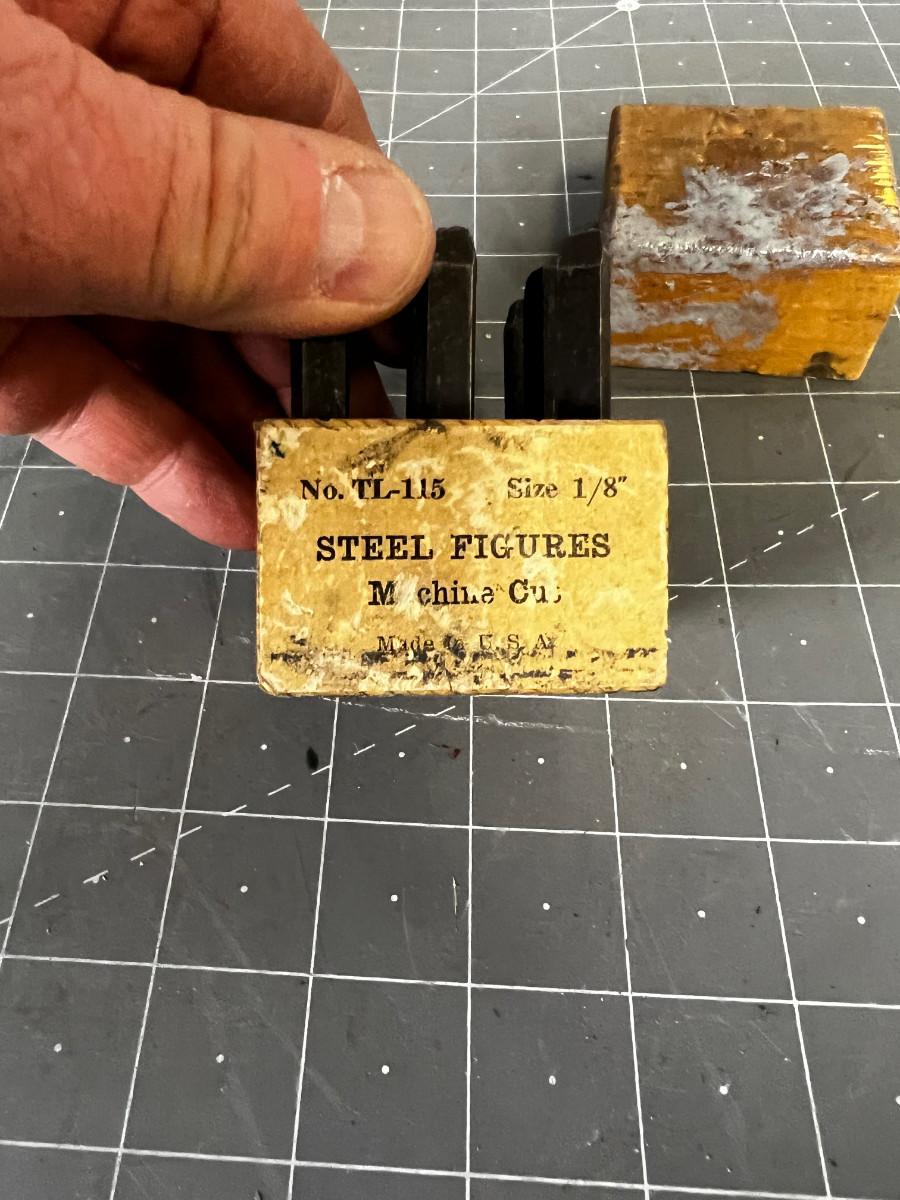 No. TL-115 Size 1/8"
STEEL FIGURES
Machine Cut
Made in U.S.A.